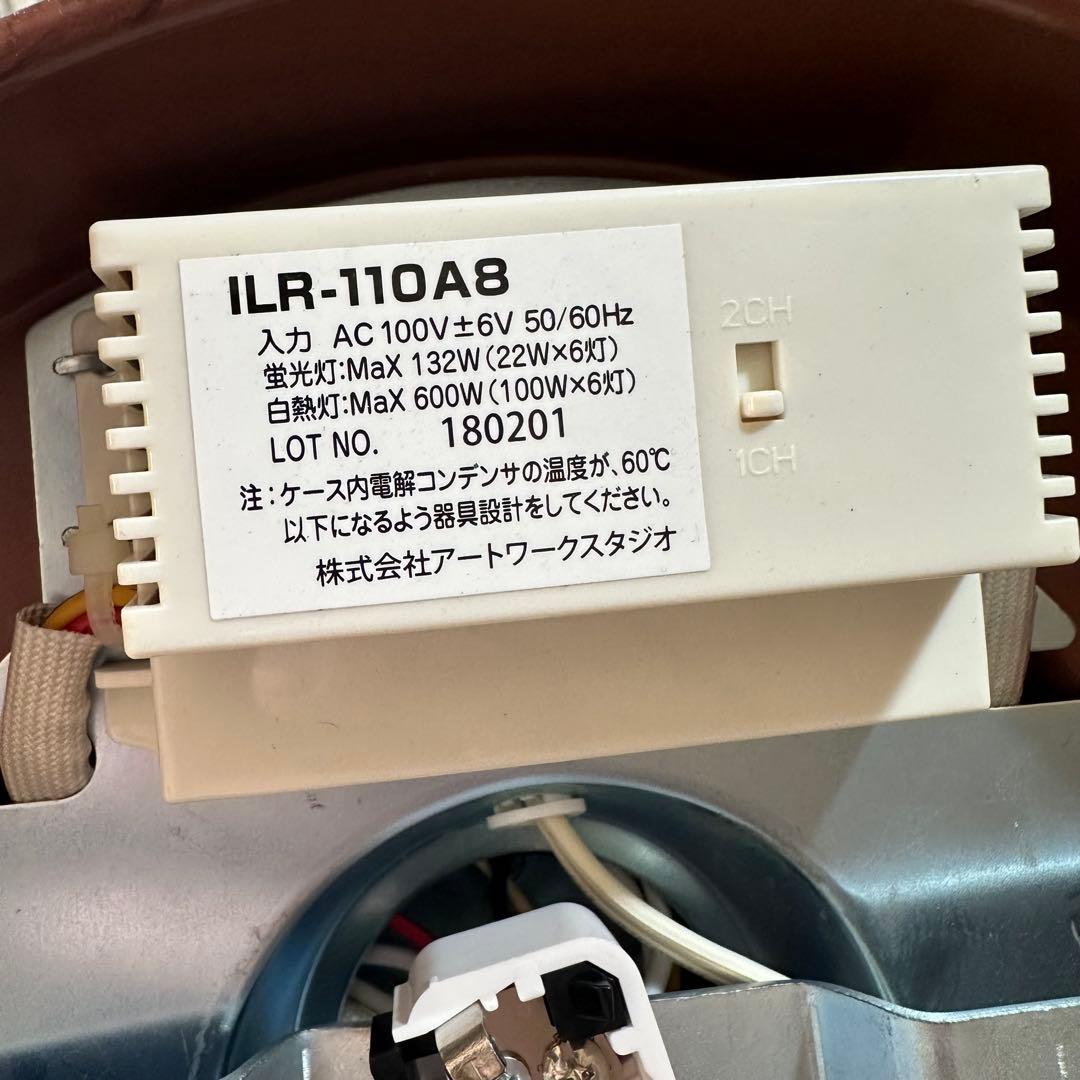 ILR-110A8
入力 AC 100V±6V 50/60Hz
蛍光灯:MaX 132W(22W×6灯)
白熱灯:MaX 600W(100W×6灯)
LOT NO. 180201
注:ケース内電解コンデンサの温度が、60℃
以下になるよう器具設計をしてください。
株式会社アートワークスタジオ
2CH
1CH